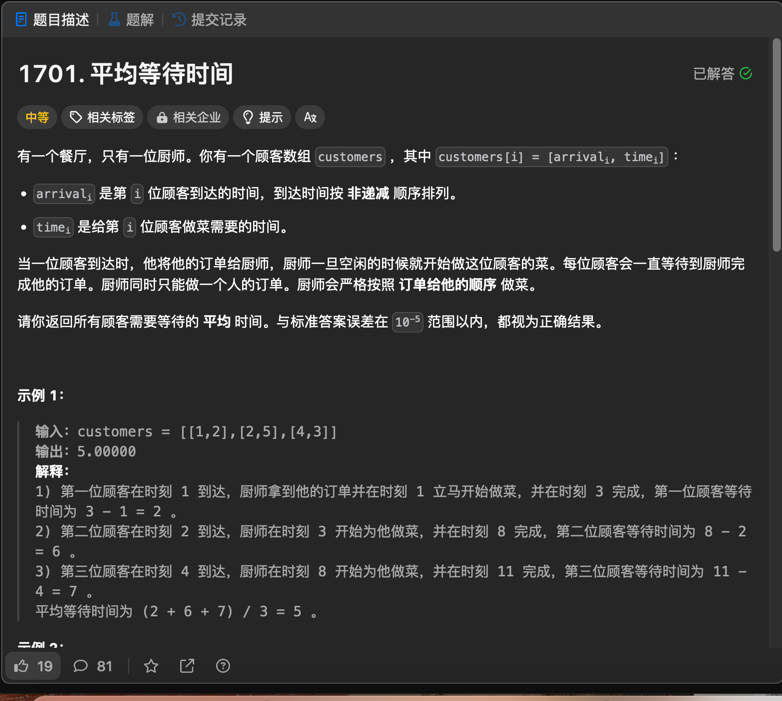 题目描述 题解 提交记录
1701. 平均等待时间 已解答
中等 相关标签 相关企业 提示 Ax
有一个餐厅，只有一位厨师。你有一个顾客数组 customers ，其中 customers[i] = [arrivalᵢ, timeᵢ] ：
• arrivalᵢ 是第 i 位顾客到达的时间，到达时间按 非递减 顺序排列。
• timeᵢ 是给第 i 位顾客做菜需要的时间。
当一位顾客到达时，他将他的订单给厨师，厨师一旦空闲的时候就开始做这位顾客的菜。每位顾客会一直等待到厨师完
成他的订单。厨师同时只能做一个人的订单。厨师会严格按照 订单给他的顺序 做菜。
请你返回所有顾客需要等待的 平均 时间。与标准答案误差在 10⁻⁵ 范围以内，都视为正确结果。
示例 1：
输入：customers = [[1,2],[2,5],[4,3]]
输出：5.00000
解释：
1) 第一位顾客在时刻 1 到达，厨师拿到他的订单并在时刻 1 立马开始做菜，并在时刻 3 完成，第一位顾客等待
时间为 3 - 1 = 2 。
2) 第二位顾客在时刻 2 到达，厨师在时刻 3 开始为他做菜，并在时刻 8 完成，第二位顾客等待时间为 8 - 2
= 6 。
3) 第三位顾客在时刻 4 到达，厨师在时刻 8 开始为他做菜，并在时刻 11 完成，第三位顾客等待时间为 11 -
4 = 7 。
平均等待时间为 (2 + 6 + 7) / 3 = 5 。
示例 2：
19 81